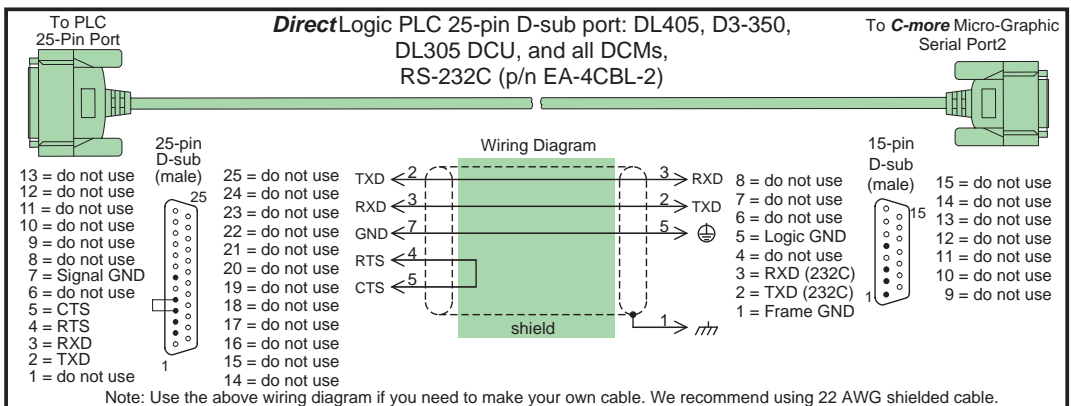 To PLC
25-Pin Port
DirectLogic PLC 25-pin D-sub port: DL405, D3-350,
DL305 DCU, and all DCMs,
RS-232C (p/n EA-4CBL-2)
To C-more Micro-Graphic
Serial Port2
25-pin
D-sub
(male)
13 = do not use
12 = do not use
11 = do not use
10 = do not use
9 = do not use
8 = do not use
7 = Signal GND
6 = do not use
5 = CTS
4 = RTS
3 = RXD
2 = TXD
1 = do not use
25
1
25 = do not use
24 = do not use
23 = do not use
22 = do not use
21 = do not use
20 = do not use
19 = do not use
18 = do not use
17 = do not use
16 = do not use
15 = do not use
14 = do not use
Wiring Diagram
TXD 2 3 RXD
RXD 3 2 TXD
GND 7 5
RTS 4
CTS 5
shield
1
8 = do not use
7 = do not use
6 = do not use
5 = Logic GND
4 = do not use
3 = RXD (232C)
2 = TXD (232C)
1 = Frame GND
15-pin
D-sub
(male)
15
1
15 = do not use
14 = do not use
13 = do not use
12 = do not use
11 = do not use
10 = do not use
9 = do not use
Note: Use the above wiring diagram if you need to make your own cable. We recommend using 22 AWG shielded cable.